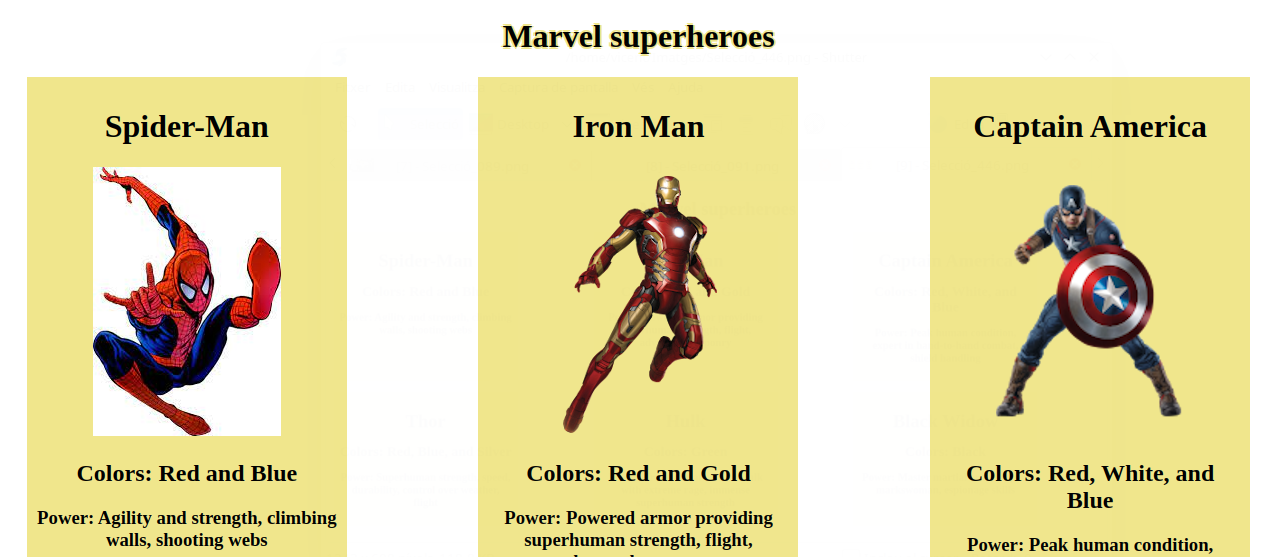 Marvel superheroes
Spider-Man
Iron Man
Captain America
Colors: Red and Blue
Power: Agility and strength, climbing
walls, shooting webs
Colors: Red and Gold
Power: Powered armor providing
superhuman strength, flight,
Colors: Red, White, and
Blue
Power: Peak human condition,